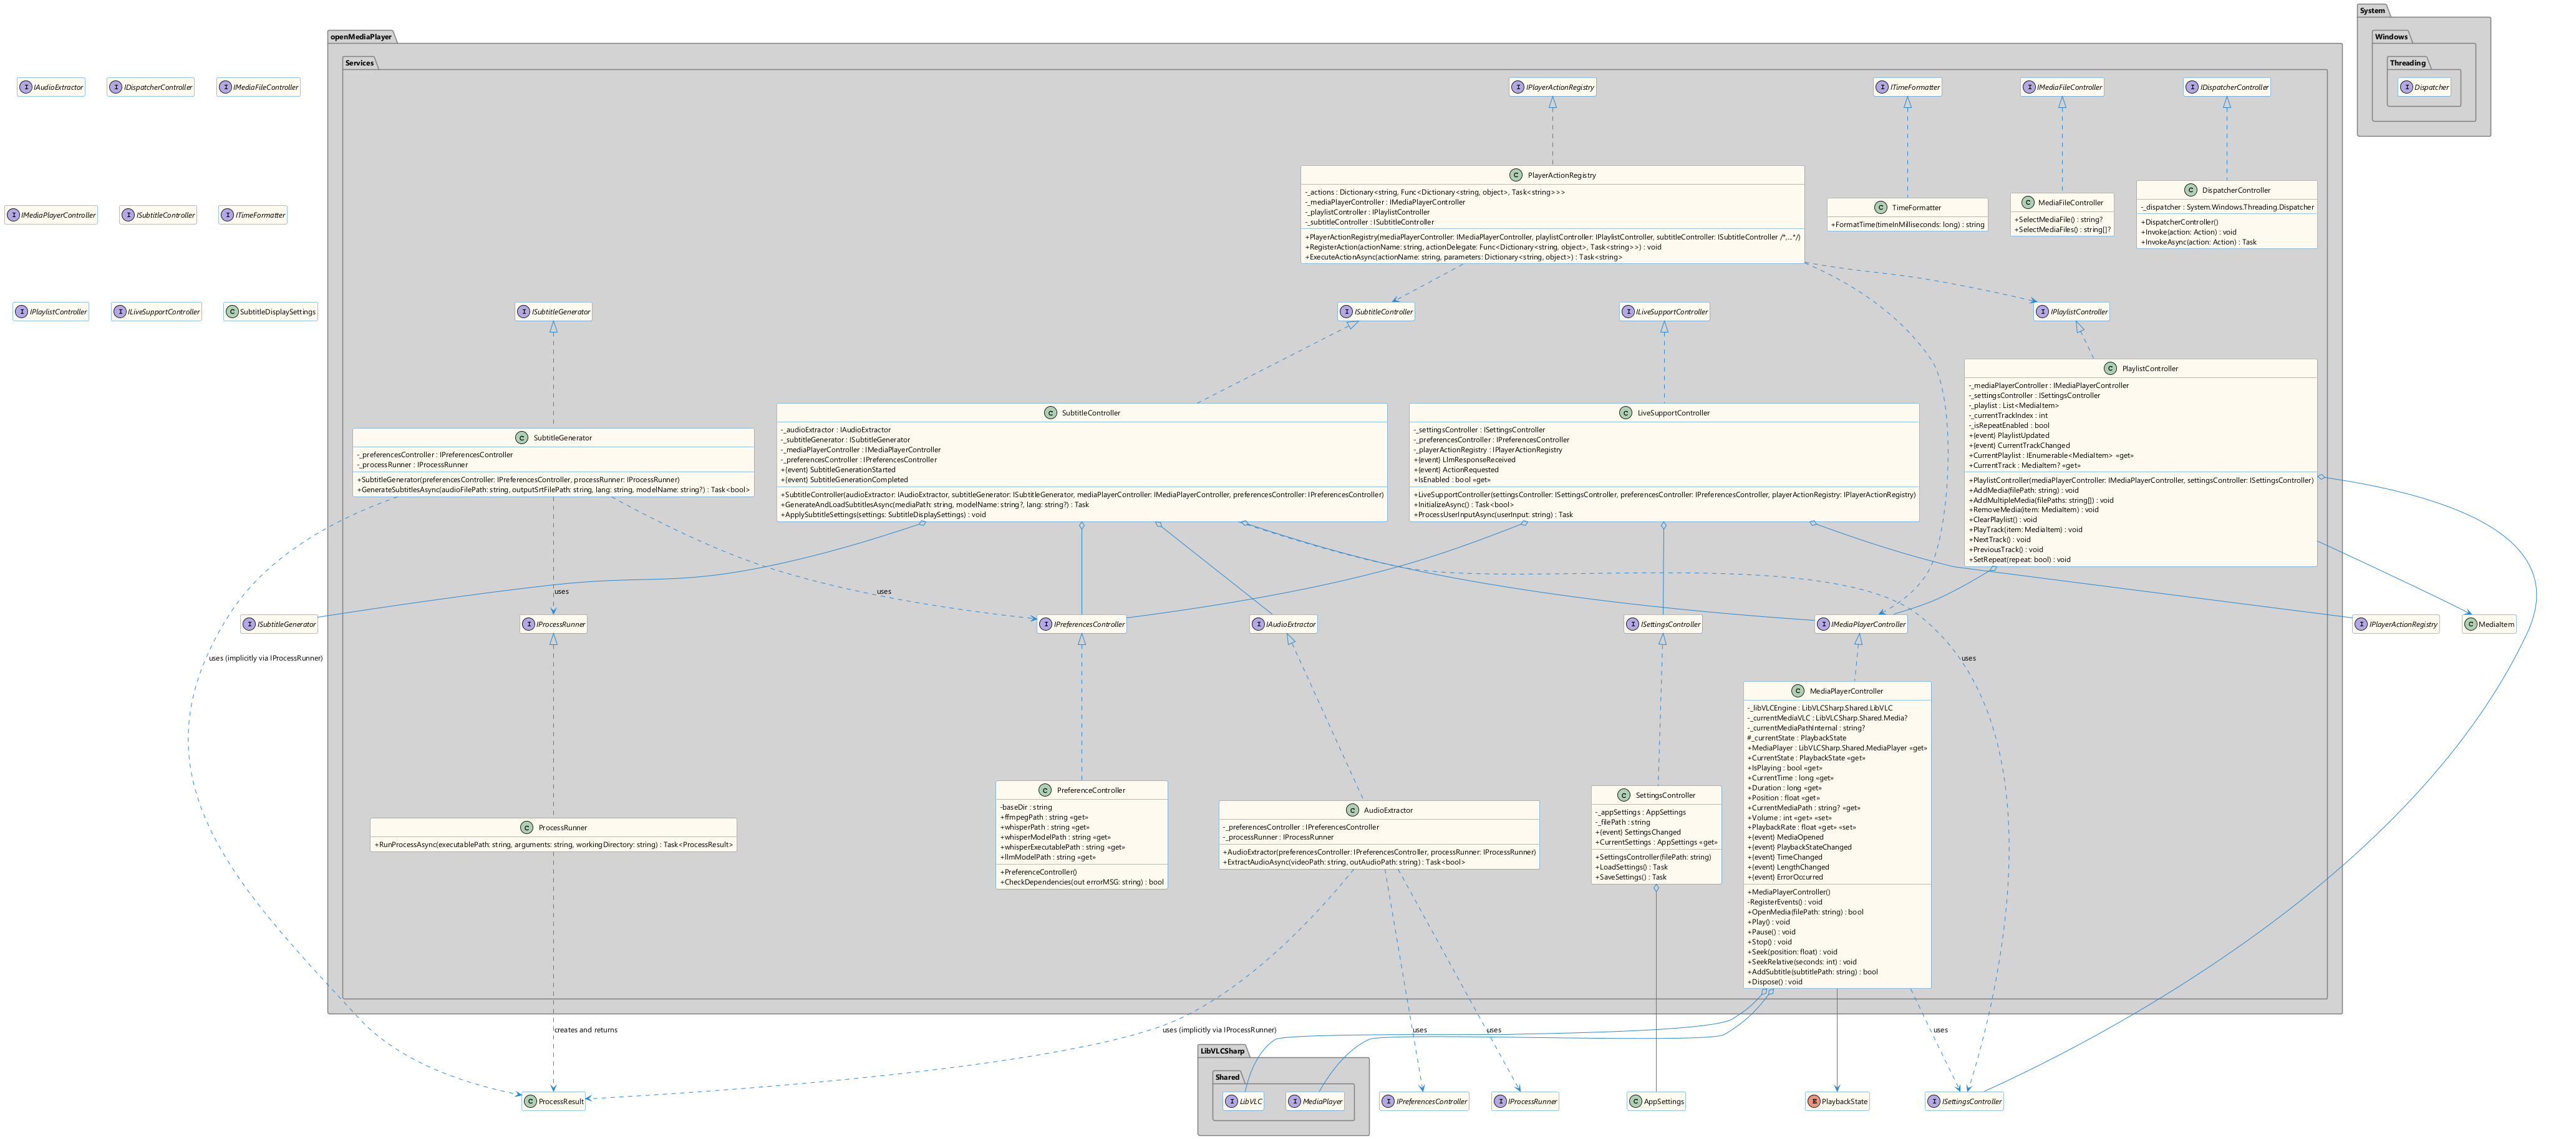 System
Windows
Threading
Dispatcher
openMediaPlayer
Services
IAudioExtractor
IDispatcherController
IMediaFileController
IPlayerActionRegistry
ITimeFormatter
IMediaFileController
IDispatcherController
IMediaPlayerController
ISubtitleController
ITimeFormatter
PlayerActionRegistry
-_actions : Dictionary<string, Func<Dictionary<string, object>, Task<string>>>
-_mediaPlayerController : IMediaPlayerController
-_playlistController : IPlaylistController
-_subtitleController : ISubtitleController
+PlayerActionRegistry(mediaPlayerController: IMediaPlayerController, playlistController: IPlaylistController, subtitleController: ISubtitleController /*,...*/)
+RegisterAction(actionName: string, actionDelegate: Func<Dictionary<string, object>, Task<string>>) : void
+ExecuteActionAsync(actionName: string, parameters: Dictionary<string, object>) : Task<string>
TimeFormatter
+FormatTime(timeInMilliseconds: long) : string
MediaFileController
+SelectMediaFile() : string?
+SelectMediaFiles() : string[]?
DispatcherController
-_dispatcher : System.Windows.Threading.Dispatcher
+DispatcherController()
+Invoke(action: Action) : void
+InvokeAsync(action: Action) : Task
IPlaylistController
ILiveSupportController
SubtitleDisplaySettings
ISubtitleGenerator
ISubtitleController
ILiveSupportController
IPlaylistController
SubtitleGenerator
-_preferencesController : IPreferencesController
-_processRunner : IProcessRunner
+SubtitleGenerator(preferencesController: IPreferencesController, processRunner: IProcessRunner)
+GenerateSubtitlesAsync(audioFilePath: string, outputSrtFilePath: string, lang: string, modelName: string?) : Task<bool>
SubtitleController
-_audioExtractor : IAudioExtractor
-_subtitleGenerator : ISubtitleGenerator
-_mediaPlayerController : IMediaPlayerController
-_preferencesController : IPreferencesController
+(event) SubtitleGenerationStarted
+(event) SubtitleGenerationCompleted
+SubtitleController(audioExtractor: IAudioExtractor, subtitleGenerator: ISubtitleGenerator, mediaPlayerController: IMediaPlayerController, preferencesController: IPreferencesController)
+GenerateAndLoadSubtitlesAsync(mediaPath: string, modelName: string?, lang: string?) : Task
+ApplySubtitleSettings(settings: SubtitleDisplaySettings) : void
LiveSupportController
-_settingsController : ISettingsController
-_preferencesController : IPreferencesController
-_playerActionRegistry : IPlayerActionRegistry
+(event) LlmResponseReceived
+(event) ActionRequested
+IsEnabled : bool «get»
+LiveSupportController(settingsController: ISettingsController, preferencesController: IPreferencesController, playerActionRegistry: IPlayerActionRegistry)
+InitializeAsync() : Task<bool>
+ProcessUserInputAsync(userInput: string) : Task
PlaylistController
-_mediaPlayerController : IMediaPlayerController
-_settingsController : ISettingsController
-_playlist : List<MediaItem>
-_currentTrackIndex : int
-_isRepeatEnabled : bool
+(event) PlaylistUpdated
+(event) CurrentTrackChanged
+CurrentPlaylist : IEnumerable<MediaItem> «get»
+CurrentTrack : MediaItem? «get»
+PlaylistController(mediaPlayerController: IMediaPlayerController, settingsController: ISettingsController)
+AddMedia(filePath: string) : void
+AddMultipleMedia(filePaths: string[]) : void
+RemoveMedia(item: MediaItem) : void
+ClearPlaylist() : void
+PlayTrack(item: MediaItem) : void
+NextTrack() : void
+PreviousTrack() : void
+SetRepeat(repeat: bool) : void
uses
uses
ISubtitleGenerator
IProcessRunner
IPreferencesController
IAudioExtractor
ISettingsController
IMediaPlayerController
IPlayerActionRegistry
MediaItem
uses (implicitly via IProcessRunner)
uses
MediaPlayerController
-_libVLCEngine : LibVLCSharp.Shared.LibVLC
-_currentMediaVLC : LibVLCSharp.Shared.Media?
-_currentMediaPathInternal : string?
#_currentState : PlaybackState
+MediaPlayer : LibVLCSharp.Shared.MediaPlayer «get»
+CurrentState : PlaybackState «get»
+IsPlaying : bool «get»
+CurrentTime : long «get»
+Duration : long «get»
+Position : float «get»
+CurrentMediaPath : string? «get»
+Volume : int «get» «set»
+PlaybackRate : float «get» «set»
+(event) MediaOpened
+(event) PlaybackStateChanged
+(event) TimeChanged
+(event) LengthChanged
+(event) ErrorOccurred
+MediaPlayerController()
-RegisterEvents() : void
+OpenMedia(filePath: string) : bool
+Play() : void
+Pause() : void
+Stop() : void
+Seek(position: float) : void
+SeekRelative(seconds: int) : void
+AddSubtitle(subtitlePath: string) : bool
+Dispose() : void
ProcessRunner
+RunProcessAsync(executablePath: string, arguments: string, workingDirectory: string) : Task<ProcessResult>
PreferenceController
-baseDir : string
+ffmpegPath : string «get»
+whisperPath : string «get»
+whisperModelPath : string «get»
+whisperExecutablePath : string «get»
+llmModelPath : string «get»
+PreferenceController()
+CheckDependencies(out errorMSG: string) : bool
AudioExtractor
-_preferencesController : IPreferencesController
-_processRunner : IProcessRunner
+AudioExtractor(preferencesController: IPreferencesController, processRunner: IProcessRunner)
+ExtractAudioAsync(videoPath: string, outAudioPath: string) : Task<bool>
SettingsController
-_appSettings : AppSettings
-_filePath : string
+(event) SettingsChanged
+CurrentSettings : AppSettings «get»
+SettingsController(filePath: string)
+LoadSettings() : Task
+SaveSettings() : Task
creates and returns
uses (implicitly via IProcessRunner)
uses
uses
uses
LibVLCSharp
Shared
LibVLC
MediaPlayer
ProcessResult
IPreferencesController
IProcessRunner
AppSettings
PlaybackState
ISettingsController